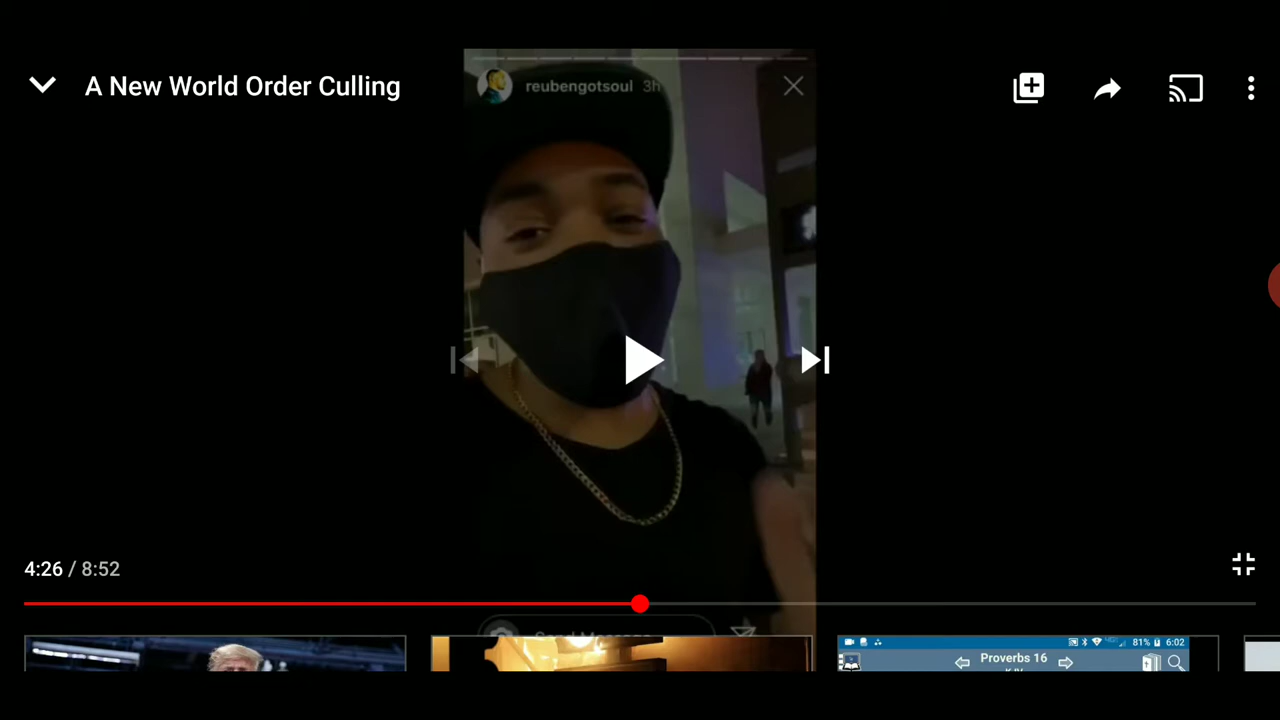 A New World Order Culling
reubengotsoul 3h
4:26 / 8:52
81% 6:02
Proverbs 16